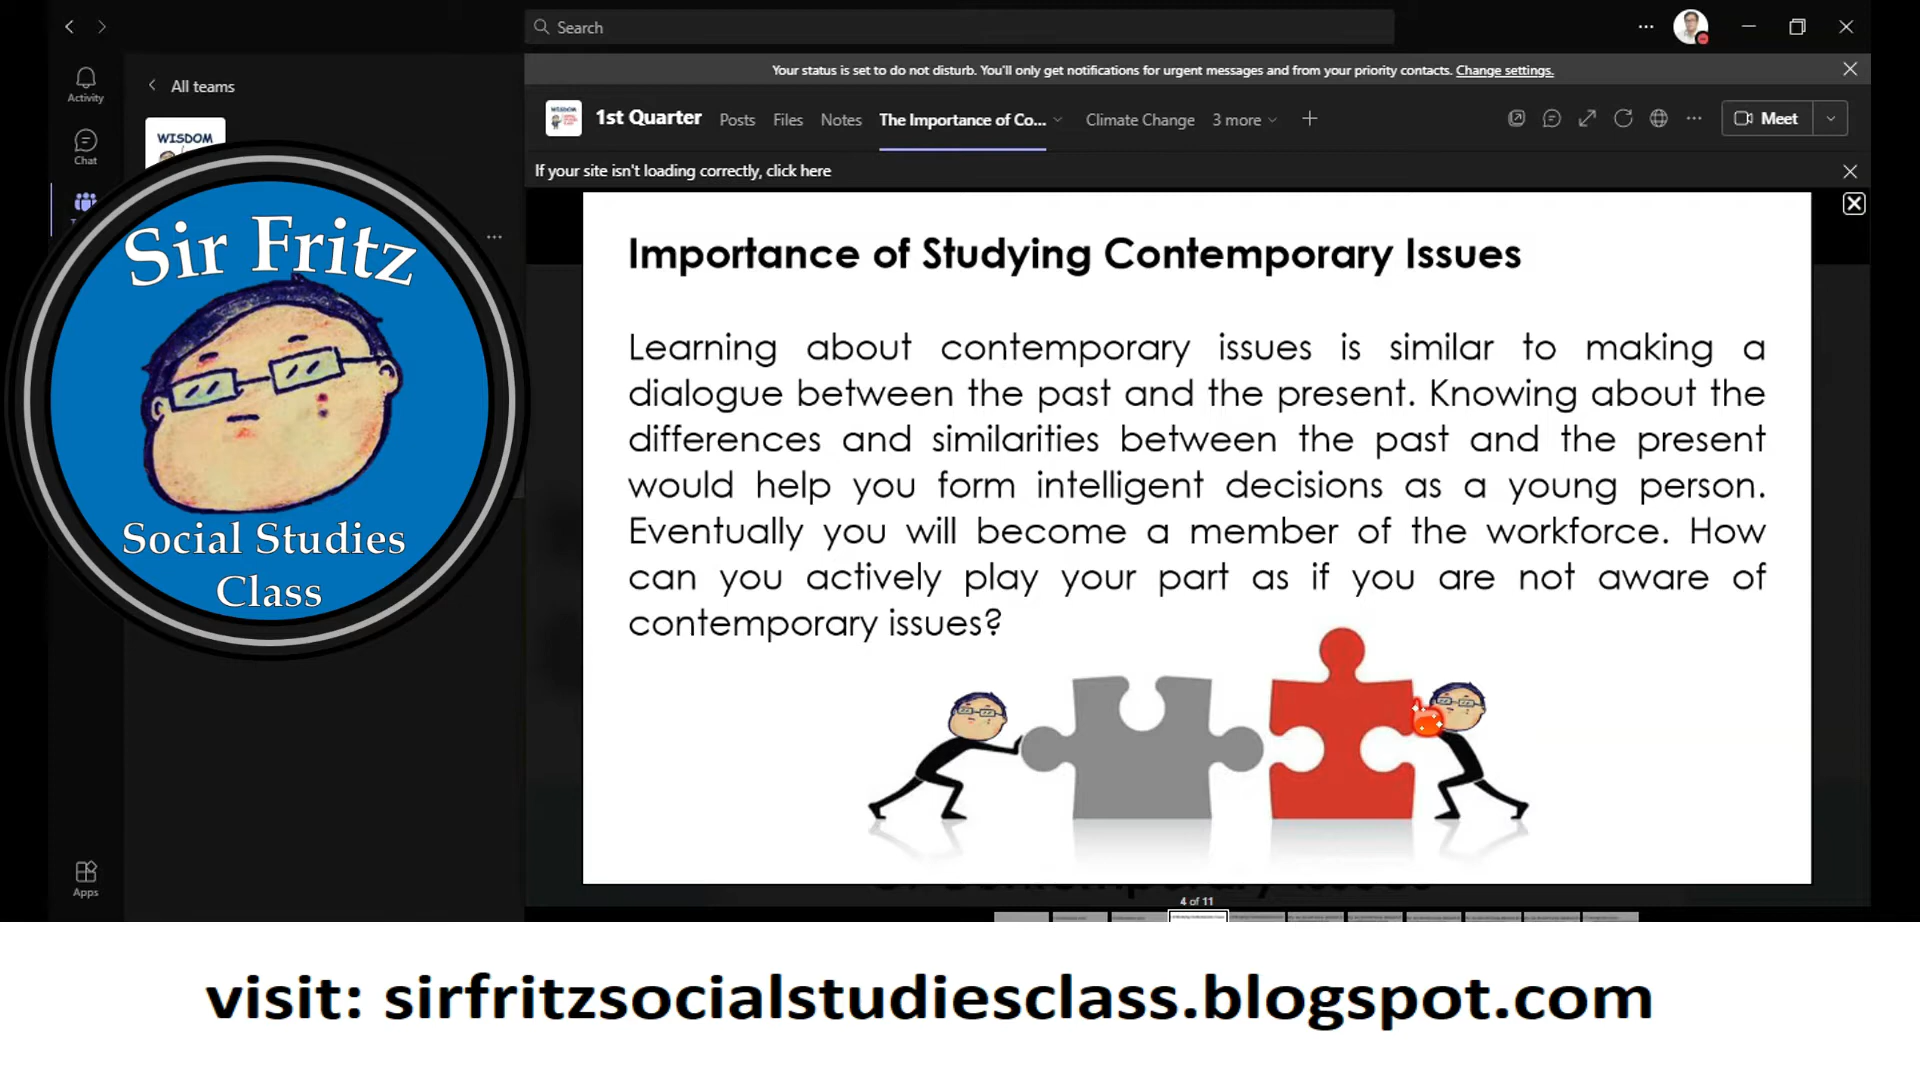 Search
Your status is set to do not disturb. You'll only get notifications for urgent messages and from your priority contacts. Change settings.
Activity
All teams
1st Quarter
Posts
Files
Notes
The Importance of Co...
Climate Change
3 more
Meet
Chat
WISDOM
If your site isn't loading correctly, click here
Sir Fritz
Social Studies
Class
Importance of Studying Contemporary Issues
Learning about contemporary issues is similar to making a
dialogue between the past and the present. Knowing about the
differences and similarities between the past and the present
would help you form intelligent decisions as a young person.
Eventually you will become a member of the workforce. How
can you actively play your part as if you are not aware of
contemporary issues?
Apps
4 of 11
visit: sirfritzsocialstudiesclass.blogspot.com